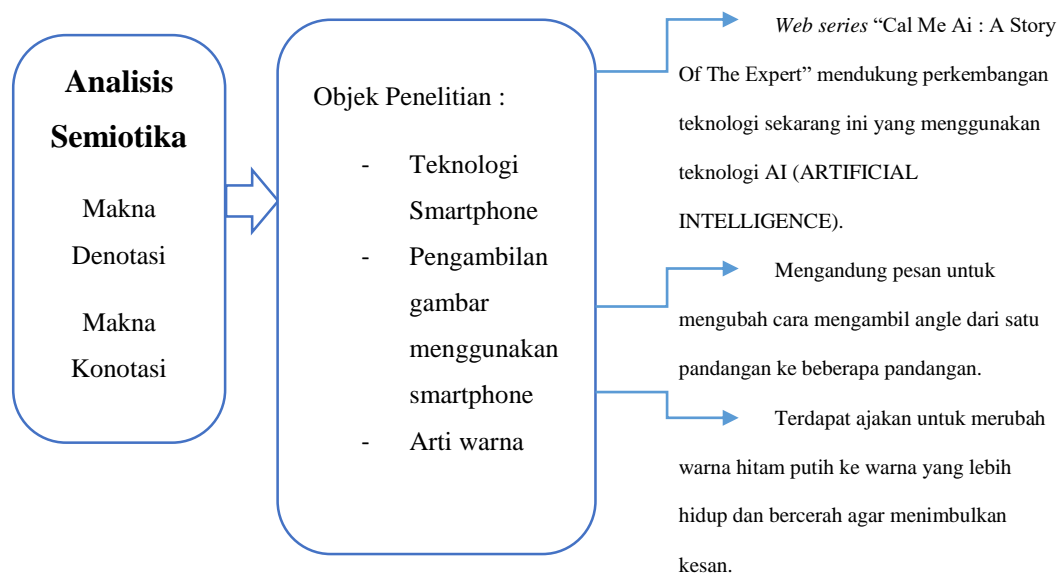 Analisis
Semiotika
Makna
Denotasi
Makna
Konotasi
Objek Penelitian :
- Teknologi
Smartphone
- Pengambilan
gambar
menggunakan
smartphone
- Arti warna
Web series “Cal Me Ai : A Story
Of The Expert” mendukung perkembangan
teknologi sekarang ini yang menggunakan
teknologi AI (ARTIFICIAL
INTELLIGENCE).
Mengandung pesan untuk
mengubah cara mengambil angle dari satu
pandangan ke beberapa pandangan.
Terdapat ajakan untuk merubah
warna hitam putih ke warna yang lebih
hidup dan bercerah agar menimbulkan
kesan.